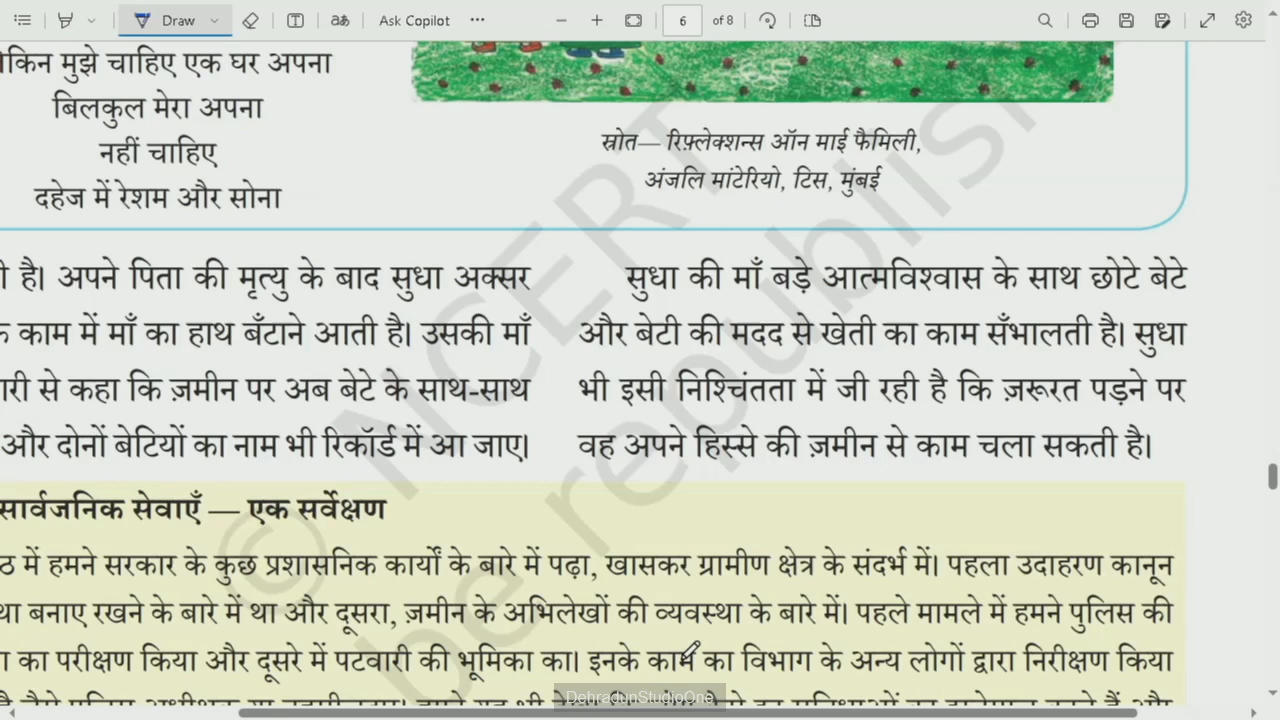 Draw
Ask Copilot
6 of 8
मुझे चाहिए एक घर अपना
बिलकुल मेरा अपना
नहीं चाहिए
दहेज में रेशम और सोना
स्रोत— रिफ़्लेक्शन्स ऑन माई फैमिली,
अंजलि मांटेरियो, टिस, मुंबई
है। अपने पिता की मृत्यु के बाद सुधा अक्सर
काम में माँ का हाथ बँटाने आती है। उसकी माँ
से कहा कि ज़मीन पर अब बेटे के साथ-साथ
और दोनों बेटियों का नाम भी रिकॉर्ड में आ जाए।
सुधा की माँ बड़े आत्मविश्वास के साथ छोटे बेटे
और बेटी की मदद से खेती का काम सँभालती है। सुधा
भी इसी निश्चिंतता में जी रही है कि ज़रूरत पड़ने पर
वह अपने हिस्से की ज़मीन से काम चला सकती है।
सार्वजनिक सेवाएँ — एक सर्वेक्षण
में हमने सरकार के कुछ प्रशासनिक कार्यों के बारे में पढ़ा, खासकर ग्रामीण क्षेत्र के संदर्भ में। पहला उदाहरण कानून
बनाए रखने के बारे में था और दूसरा, ज़मीन के अभिलेखों की व्यवस्था के बारे में। पहले मामले में हमने पुलिस की
का परीक्षण किया और दूसरे में पटवारी की भूमिका का। इनके काम का विभाग के अन्य लोगों द्वारा निरीक्षण किया
© NCERT
be republis
DehradunStudioOne